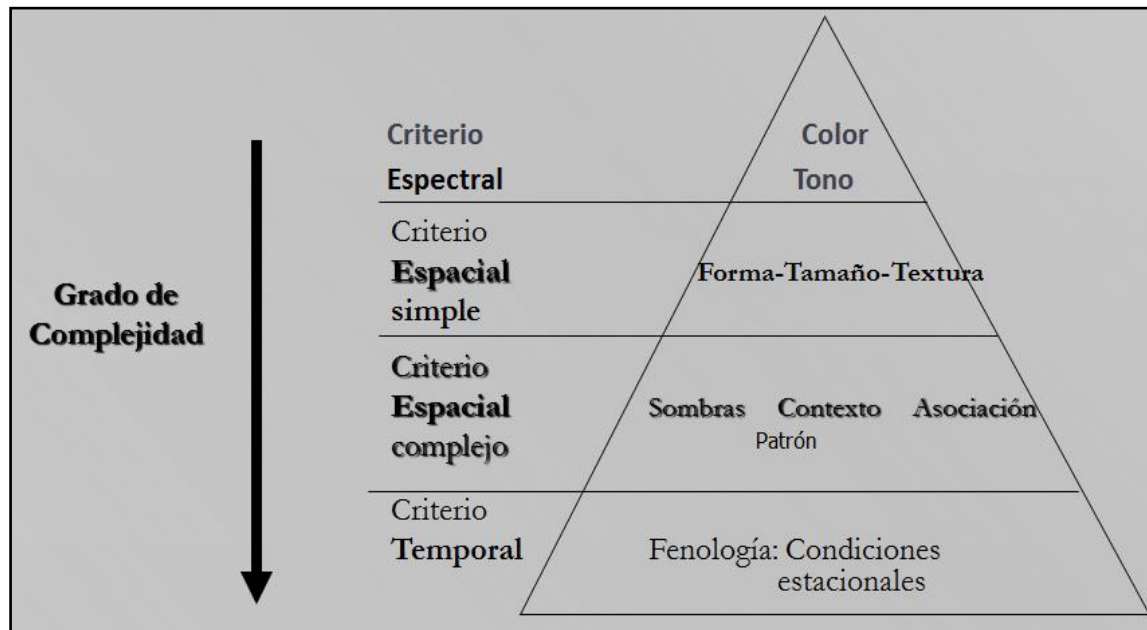 Criterio
Espectral
Color
Tono
Criterio
Espacial
simple
Forma-Tamaño-Textura
Grado de
Complejidad
Criterio
Espacial
complejo
Sombras Contexto Asociación
Patrón
Criterio
Temporal
Fenología: Condiciones
estacionales